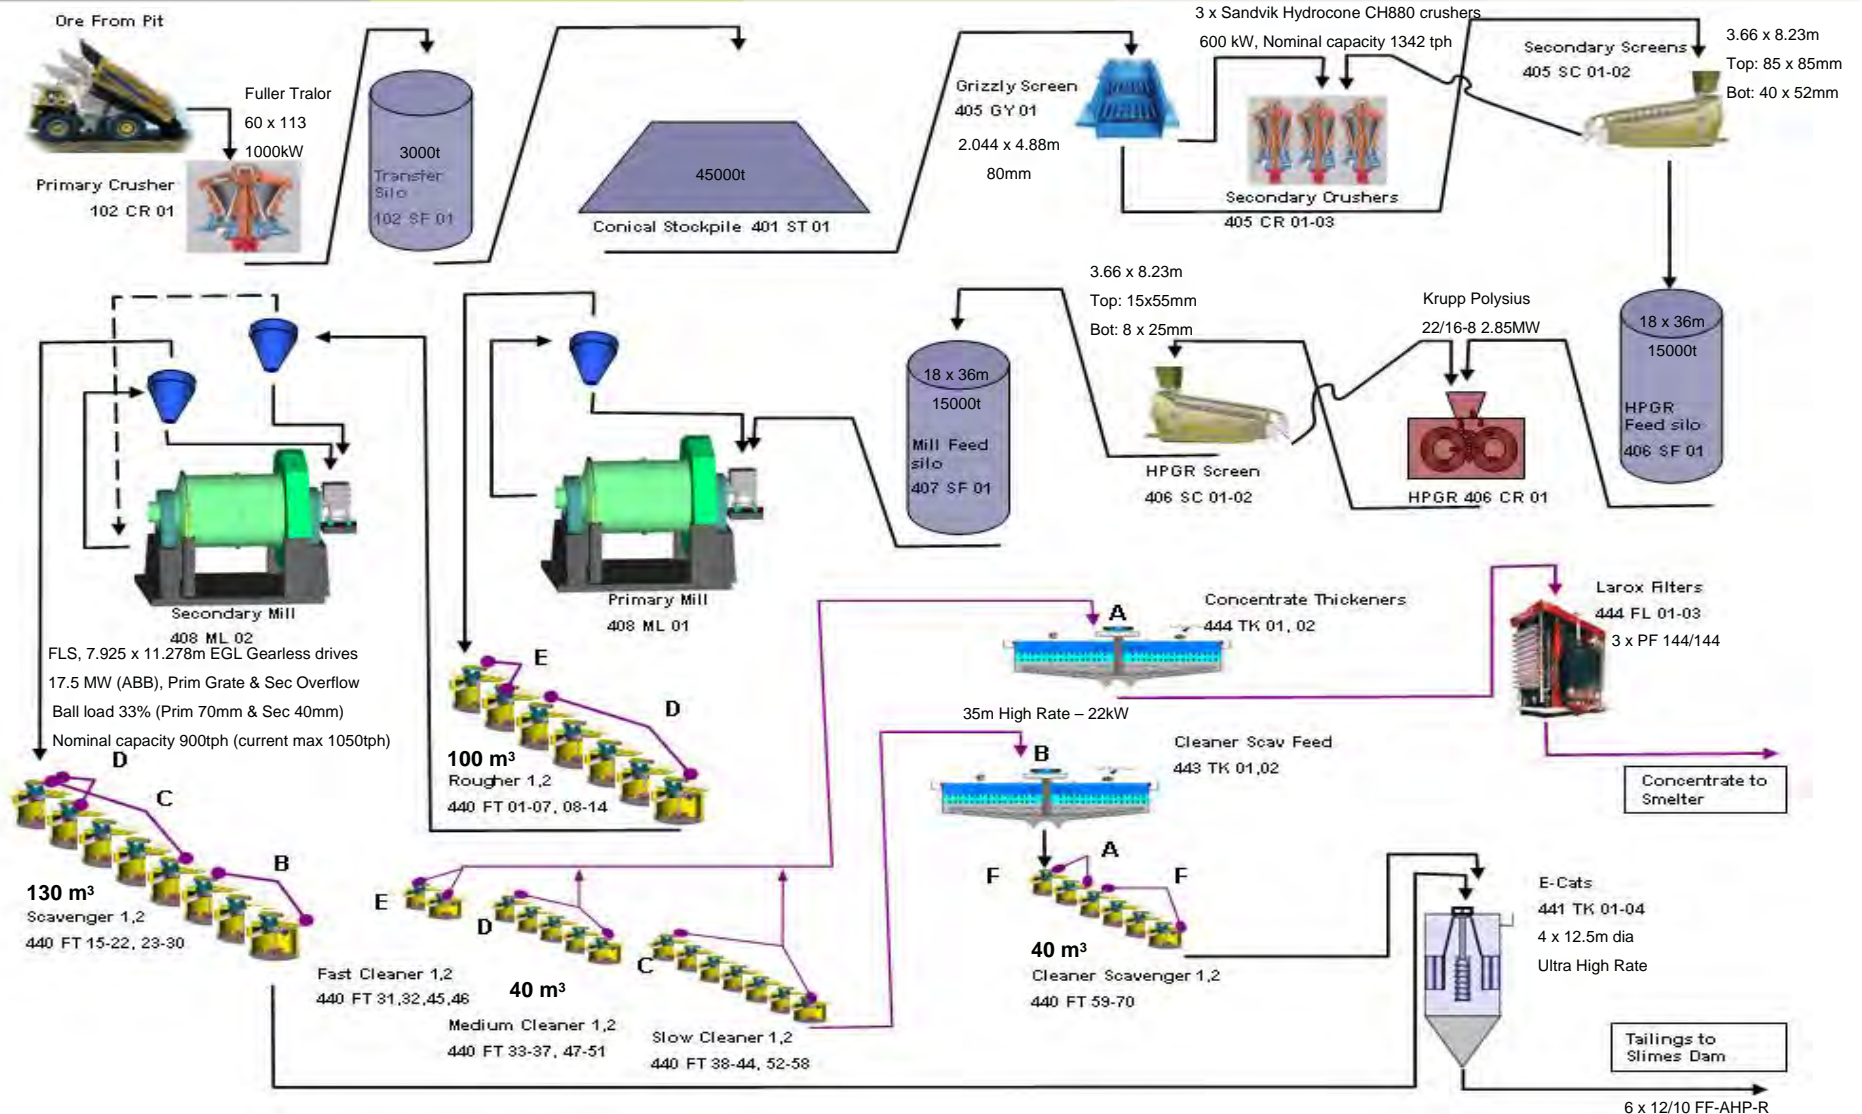 Ore From Pit
Fuller Tralor
60 x 113
1000kW
Primary Crusher
102 CR 01
3000t
Transfer
Silo
102 SF 01
45000t
Conical Stockpile 401 ST 01
Grizzly Screen
405 GY 01
2.044 x 4.88m
80mm
3 x Sandvik Hydrocone CH880 crushers
600 kW, Nominal capacity 1342 tph
Secondary Crushers
405 CR 01-03
Secondary Screens
405 SC 01-02
3.66 x 8.23m
Top: 85 x 85mm
Bot: 40 x 52mm
18 x 36m
15000t
HPGR
Feed silo
406 SF 01
Krupp Polysius
22/16-8 2.85MW
HPGR 406 CR 01
3.66 x 8.23m
Top: 15x55mm
Bot: 8 x 25mm
HPGR Screen
406 SC 01-02
18 x 36m
15000t
Mill Feed
silo
407 SF 01
Primary Mill
408 ML 01
Secondary Mill
408 ML 02
FLS, 7.925 x 11.278m EGL Gearless drives
17.5 MW (ABB), Prim Grate & Sec Overflow
Ball load 33% (Prim 70mm & Sec 40mm)
Nominal capacity 900tph (current max 1050tph)
E
D
100 m³
Rougher 1,2
440 FT 01-07, 08-14
D
C
B
130 m³
Scavenger 1,2
440 FT 15-22, 23-30
E
Fast Cleaner 1,2
440 FT 31,32,45,46
D
40 m³
Medium Cleaner 1,2
440 FT 33-37, 47-51
C
Slow Cleaner 1,2
440 FT 38-44, 52-58
A
Concentrate Thickeners
444 TK 01, 02
35m High Rate – 22kW
B
Cleaner Scav Feed
443 TK 01,02
F
A
F
40 m³
Cleaner Scavenger 1,2
440 FT 59-70
Larox Filters
444 FL 01-03
3 x PF 144/144
Concentrate to
Smelter
E-Cats
441 TK 01-04
4 x 12.5m dia
Ultra High Rate
Tailings to
Slimes Dam
6 x 12/10 FF-AHP-R